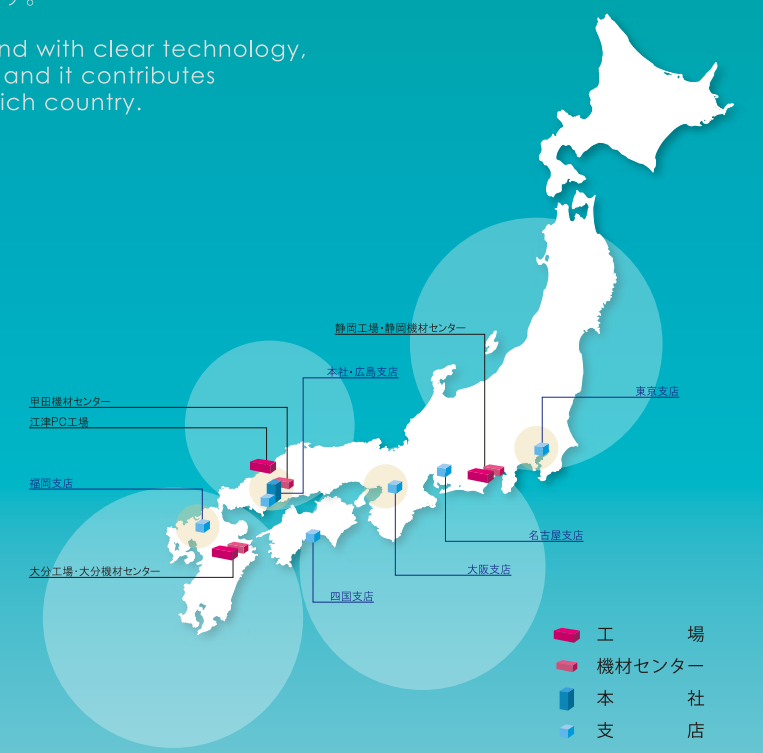 す。
nd with clear technology,
and it contributes
ich country.
静岡工場・静岡機材センター
本社・広島支店
東京支店
甲田機材センター
江津PC工場
福岡支店
名古屋支店
大阪支店
大分工場・大分機材センター
四国支店
工 場
機材センター
本 社
支 店